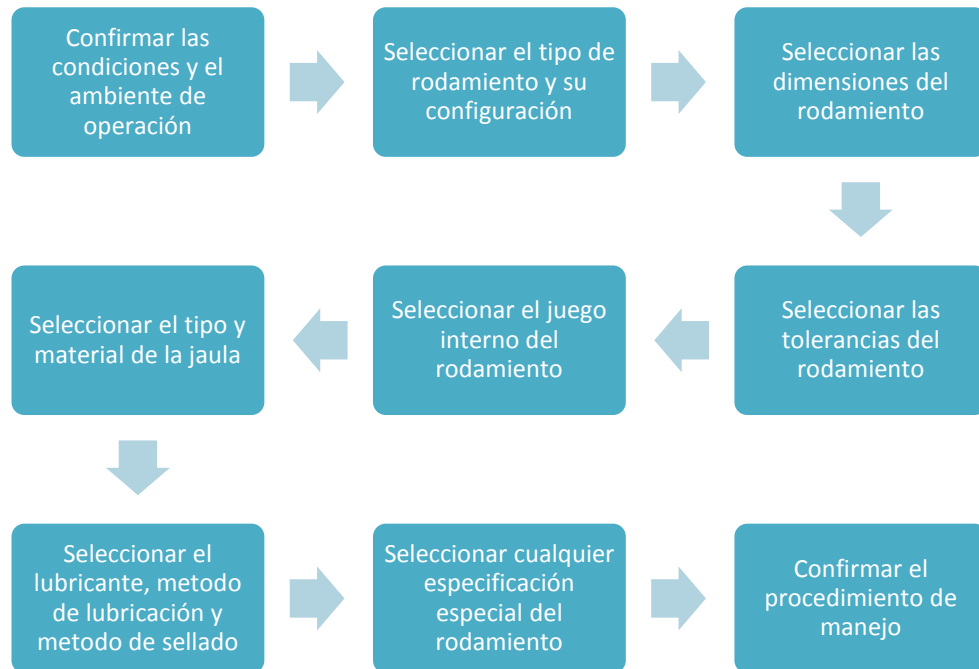 Confirmar las
condiciones y el
ambiente de
operación
Seleccionar el tipo de
rodamiento y su
configuración
Seleccionar las
dimensiones del
rodamiento
Seleccionar las
tolerancias del
rodamiento
Seleccionar el juego
interno del
rodamiento
Seleccionar el tipo y
material de la jaula
Seleccionar el
lubricante, metodo
de lubricación y
metodo de sellado
Seleccionar cualquier
especificación
especial del
rodamiento
Confirmar el
procedimiento de
manejo